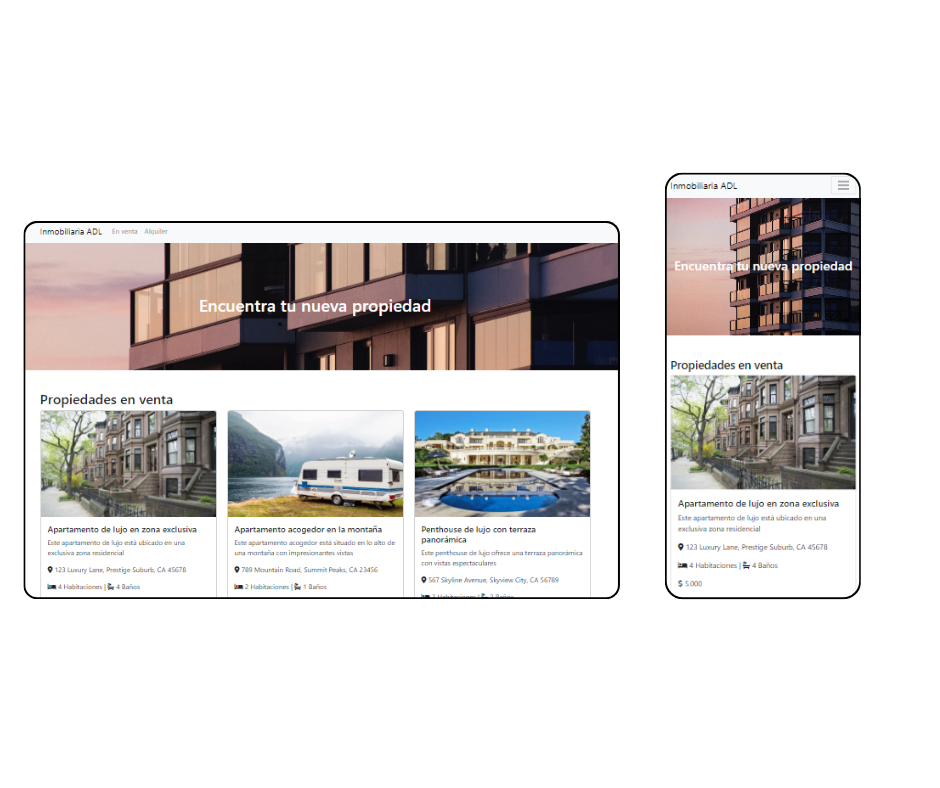 Inmobiliaria ADL
En venta
Alquiler
Encuentra tu nueva propiedad
Propiedades en venta
Apartamento de lujo en zona exclusiva
Este apartamento de lujo está ubicado en una
exclusiva zona residencial
123 Luxury Lane, Prestige Suburb, CA 45678
4 Habitaciones | 4 Baños
Apartamento acogedor en la montaña
Este apartamento acogedor está situado en lo alto de
una montaña con impresionantes vistas
789 Mountain Road, Summit Peaks, CA 23456
2 Habitaciones | 1 Baños
Penthouse de lujo con terraza
panorámica
Este penthouse de lujo ofrece una terraza panorámica
con vistas espectaculares
567 Skyline Avenue, Skyview City, CA 56789
3 Habitaciones | 3 Baños
Inmobiliaria ADL
Encuentra tu nueva propiedad
Propiedades en venta
Apartamento de lujo en zona exclusiva
Este apartamento de lujo está ubicado en una
exclusiva zona residencial
123 Luxury Lane, Prestige Suburb, CA 45678
4 Habitaciones | 4 Baños
$ 5.000